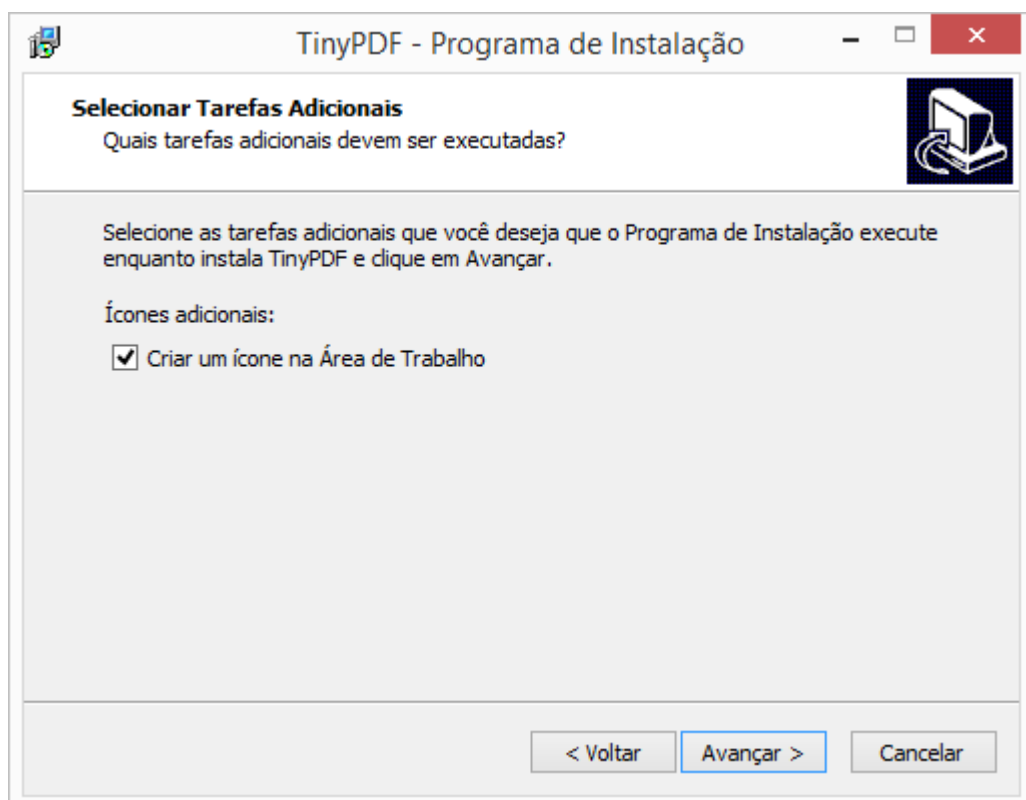 TinyPDF - Programa de Instalação
Selecionar Tarefas Adicionais
Quais tarefas adicionais devem ser executadas?
Selecione as tarefas adicionais que você deseja que o Programa de Instalação execute
enquanto instala TinyPDF e clique em Avançar.
Ícones adicionais:
Criar um ícone na Área de Trabalho
< Voltar
Avançar >
Cancelar